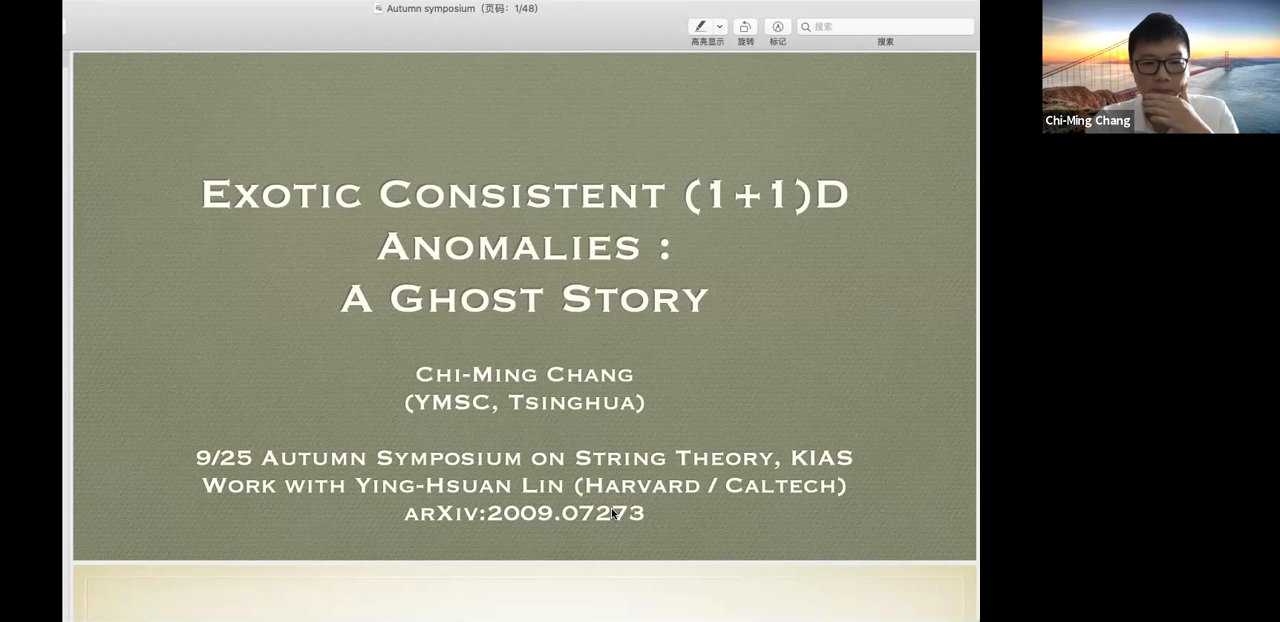 Autumn symposium (页码：1/48)
搜索
高亮显示
旋转
标记
搜索
Exotic Consistent (1+1)D
Anomalies :
A Ghost Story
Chi-Ming Chang
(YMSC, Tsinghua)
9/25 Autumn Symposium on String Theory, KIAS
Work with Ying-Hsuan Lin (Harvard / Caltech)
arXiv:2009.07273
Chi-Ming Chang